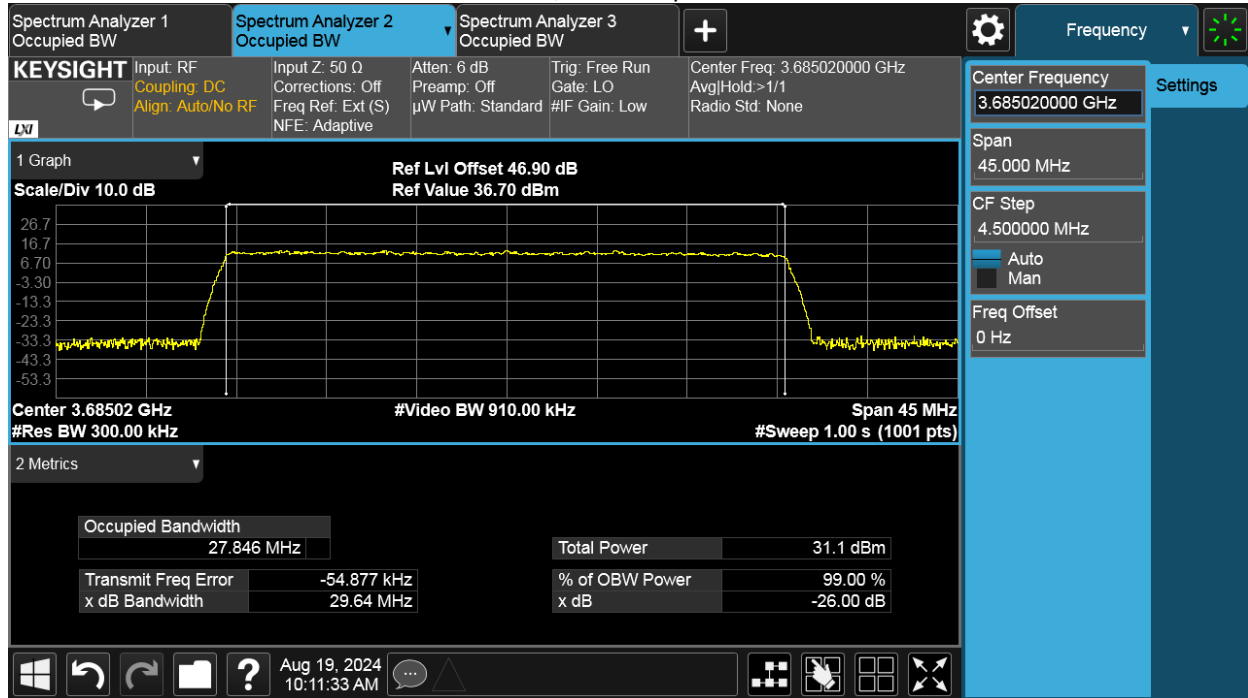 Spectrum Analyzer 1
Occupied BW
Spectrum Analyzer 2
Occupied BW
Spectrum Analyzer 3
Occupied BW
+
Frequency
KEYSIGHT
LXI
Input: RF
Coupling: DC
Align: Auto/No RF
Input Z: 50 Ω
Corrections: Off
Freq Ref: Ext (S)
NFE: Adaptive
Atten: 6 dB
Preamp: Off
µW Path: Standard
Trig: Free Run
Gate: LO
#IF Gain: Low
Center Freq: 3.685020000 GHz
Avg|Hold:>1/1
Radio Std: None
Center Frequency
3.685020000 GHz
Settings
Span
45.000 MHz
CF Step
4.500000 MHz
Auto
Man
Freq Offset
0 Hz
1 Graph
Scale/Div 10.0 dB
Ref Lvl Offset 46.90 dB
Ref Value 36.70 dBm
26.7
16.7
6.70
-3.30
-13.3
-23.3
-33.3
-43.3
-53.3
Center 3.68502 GHz
#Video BW 910.00 kHz
Span 45 MHz
#Res BW 300.00 kHz
#Sweep 1.00 s (1001 pts)
2 Metrics
Occupied Bandwidth
27.846 MHz
Total Power 31.1 dBm
Transmit Freq Error -54.877 kHz
% of OBW Power 99.00 %
x dB Bandwidth 29.64 MHz
x dB -26.00 dB
?
Aug 19, 2024
10:11:33 AM